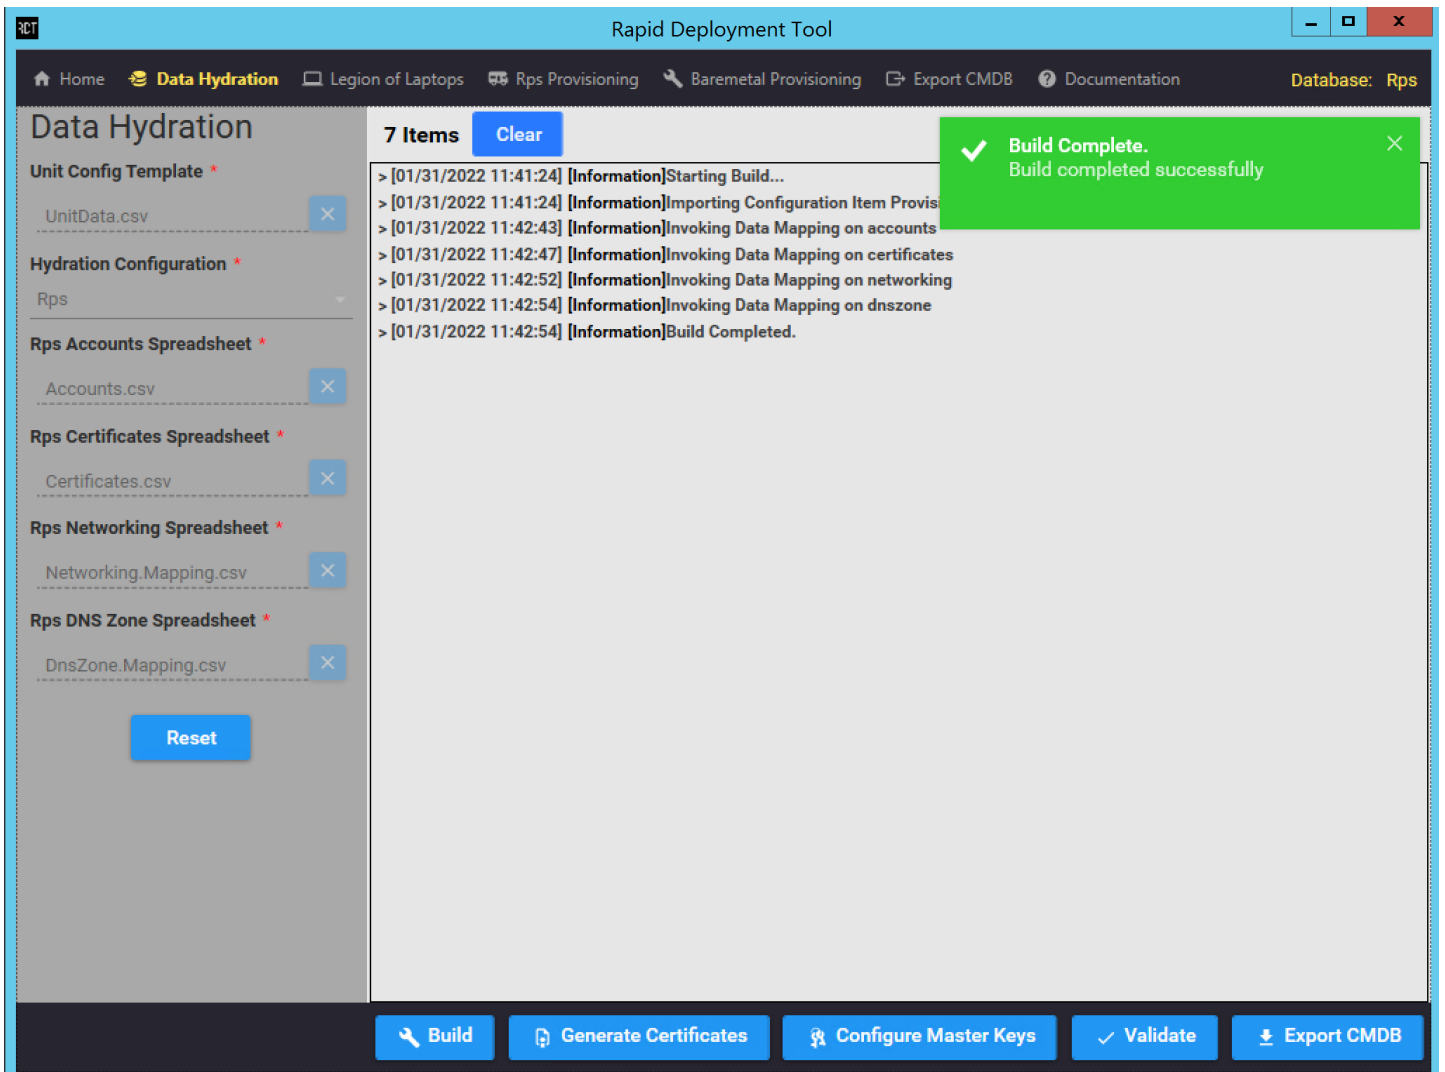 RDT
Rapid Deployment Tool
Home Data Hydration Legion of Laptops Rps Provisioning Baremetal Provisioning Export CMDB Documentation Database: Rps
Data Hydration
Unit Config Template *
UnitData.csv
Hydration Configuration *
Rps
Rps Accounts Spreadsheet *
Accounts.csv
Rps Certificates Spreadsheet *
Certificates.csv
Rps Networking Spreadsheet *
Networking.Mapping.csv
Rps DNS Zone Spreadsheet *
DnsZone.Mapping.csv
Reset
7 Items Clear
> [01/31/2022 11:41:24] [Information]Starting Build...
> [01/31/2022 11:41:24] [Information]Importing Configuration Item Provisi
> [01/31/2022 11:42:43] [Information]Invoking Data Mapping on accounts
> [01/31/2022 11:42:47] [Information]Invoking Data Mapping on certificates
> [01/31/2022 11:42:52] [Information]Invoking Data Mapping on networking
> [01/31/2022 11:42:54] [Information]Invoking Data Mapping on dnszone
> [01/31/2022 11:42:54] [Information]Build Completed.
Build Complete.
Build completed successfully
Build Generate Certificates Configure Master Keys Validate Export CMDB